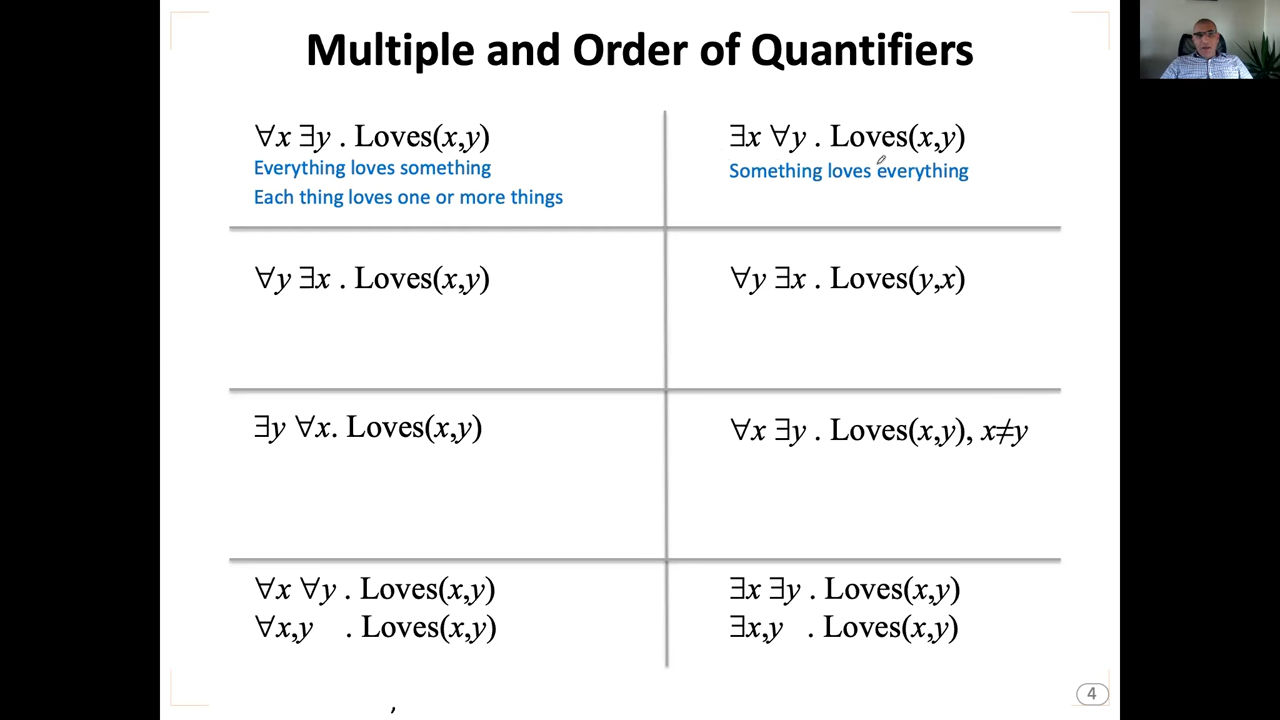 Multiple and Order of Quantifiers
∀x ∃y . Loves(x,y)
Everything loves something
Each thing loves one or more things
∃x ∀y . Loves(x,y)
Something loves everything
∀y ∃x . Loves(x,y)
∀y ∃x . Loves(y,x)
∃y ∀x. Loves(x,y)
∀x ∃y . Loves(x,y), x≠y
∀x ∀y . Loves(x,y)
∀x,y . Loves(x,y)
∃x ∃y . Loves(x,y)
∃x,y . Loves(x,y)
4